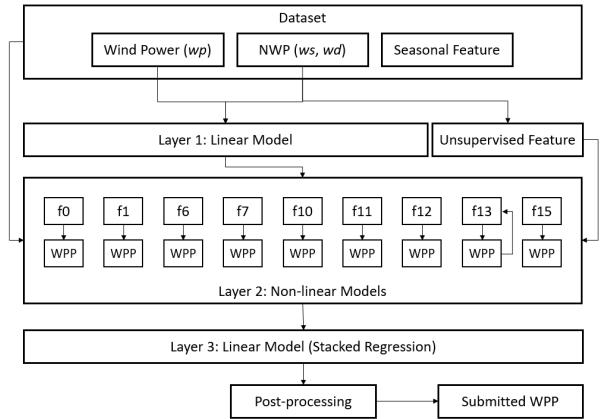 Dataset
Wind Power (wp) NWP (ws, wd) Seasonal Feature
Layer 1: Linear Model Unsupervised Feature
f0 f1 f6 f7 f10 f11 f12 f13 f15
WPP WPP WPP WPP WPP WPP WPP WPP WPP
Layer 2: Non-linear Models
Layer 3: Linear Model (Stacked Regression)
Post-processing Submitted WPP